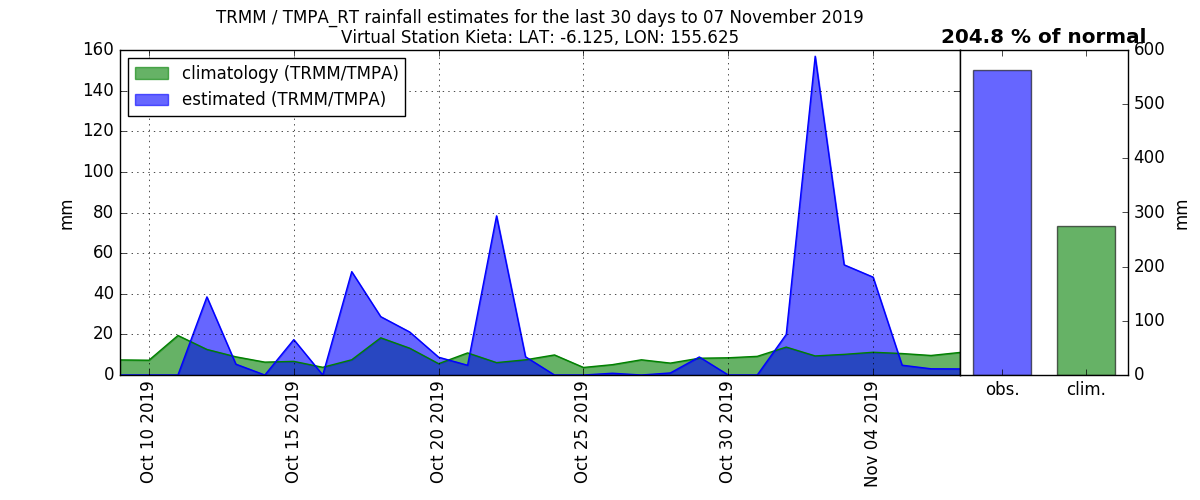 TRMM / TMPA_RT rainfall estimates for the last 30 days to 07 November 2019
Virtual Station Kieta: LAT: -6.125, LON: 155.625
204.8 % of normal
climatology (TRMM/TMPA)
estimated (TRMM/TMPA)
mm
160
140
120
100
80
60
40
20
0
Oct 10 2019
Oct 15 2019
Oct 20 2019
Oct 25 2019
Oct 30 2019
Nov 04 2019
600
500
400
300
200
100
0
mm
obs.
clim.